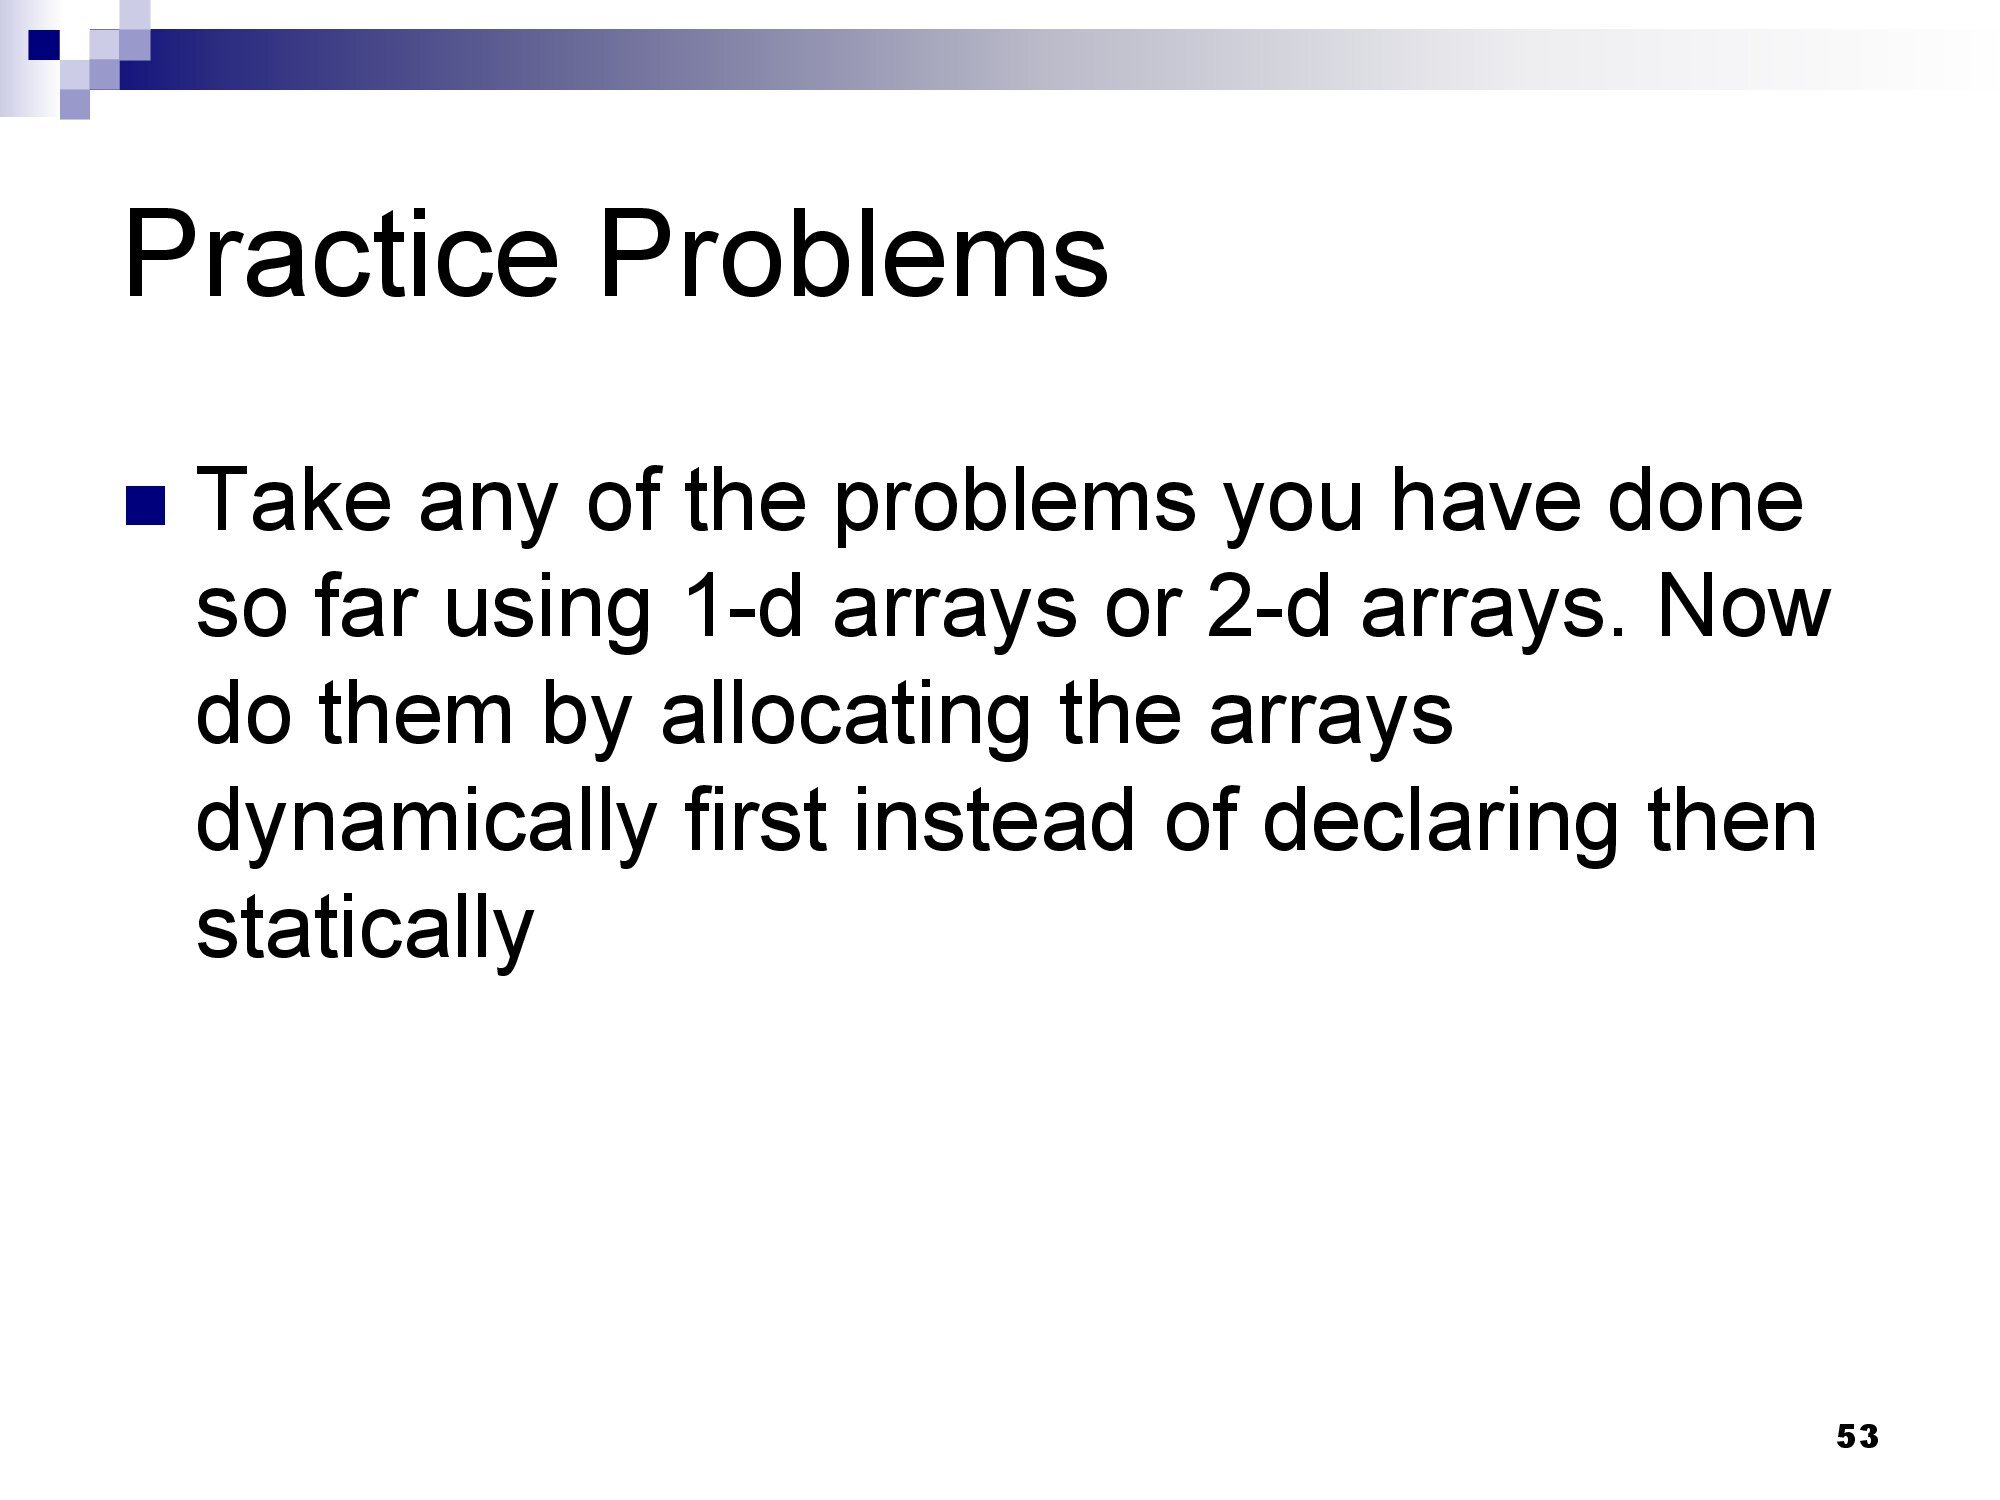 Practice Problems
Take any of the problems you have done
so far using 1-d arrays or 2-d arrays. Now
do them by allocating the arrays
dynamically first instead of declaring then
statically
53